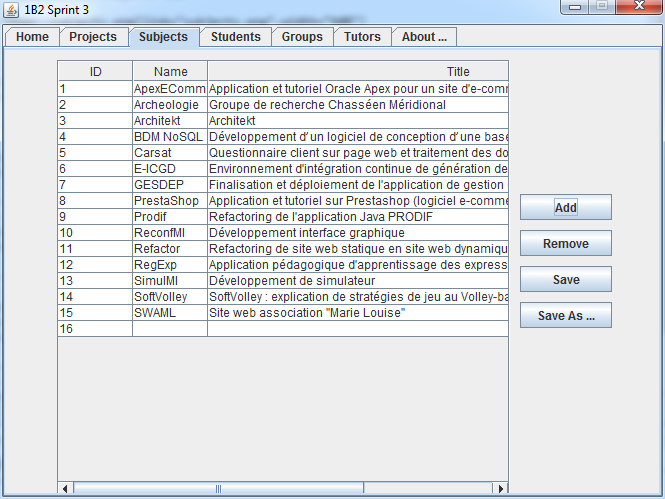 1B2 Sprint 3
Home Projects Subjects Students Groups Tutors About ...
ID Name Title
1 ApexEComm Application et tutoriel Oracle Apex pour un site d'e-comm
2 Archeologie Groupe de recherche Chasséen Méridional
3 Architekt Architekt
4 BDM NoSQL Développement d'un logiciel de conception d'une base
5 Carsat Questionnaire client sur page web et traitement des do
6 E-ICGD Environnement d'intégration continue de génération de
7 GESDEP Finalisation et déploiement de l'application de gestion
8 PrestaShop Application et tutoriel sur Prestashop (logiciel e-comme
9 Prodif Refactoring de l'application Java PRODIF
10 ReconfMI Développement interface graphique
11 Refactor Refactoring de site web statique en site web dynamiqu
12 RegExp Application pédagogique d'apprentissage des express
13 SimulMI Développement de simulateur
14 SoftVolley SoftVolley : explication de stratégies de jeu au Volley-ba
15 SWAML Site web association "Marie Louise"
16
Add
Remove
Save
Save As ...